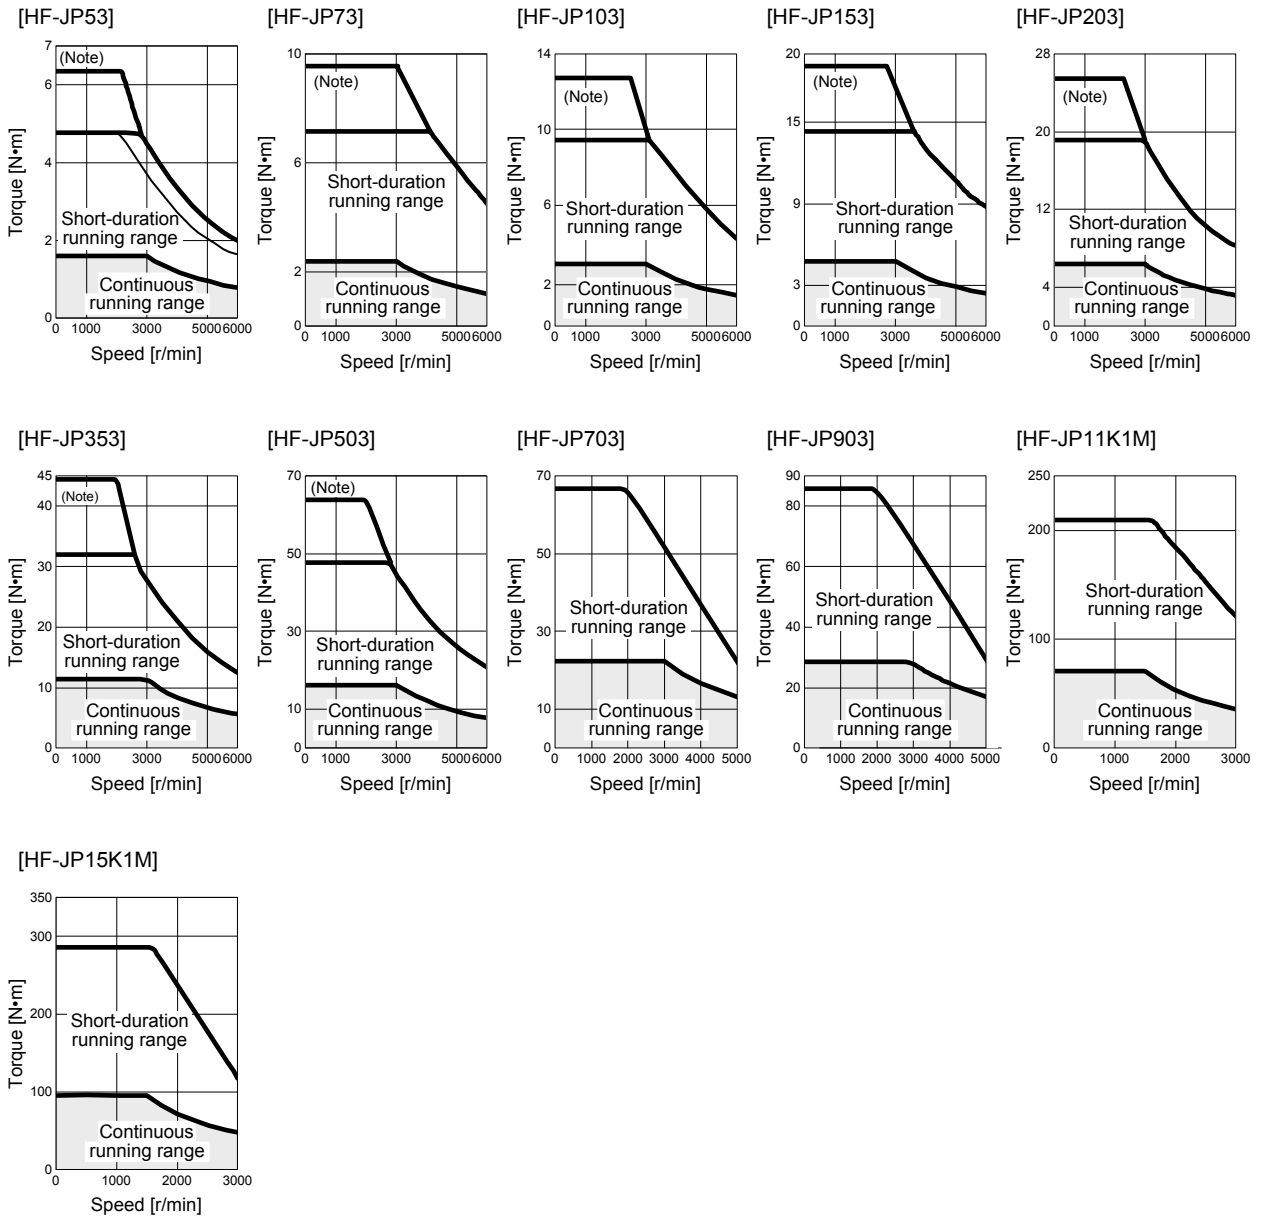 [HF-JP53]
7
6
4
2
0
Torque [N•m]
(Note)
Short-duration
running range
Continuous
running range
0 1000 3000 5000 6000
Speed [r/min]
[HF-JP73]
10
6
2
0
Torque [N•m]
(Note)
Short-duration
running range
Continuous
running range
0 1000 3000 5000 6000
Speed [r/min]
[HF-JP103]
14
10
6
2
0
Torque [N•m]
(Note)
Short-duration
running range
Continuous
running range
0 1000 3000 5000 6000
Speed [r/min]
[HF-JP153]
20
15
9
3
0
Torque [N•m]
(Note)
Short-duration
running range
Continuous
running range
0 1000 3000 5000 6000
Speed [r/min]
[HF-JP203]
28
20
12
4
0
Torque [N•m]
(Note)
Short-duration
running range
Continuous
running range
0 1000 3000 5000 6000
Speed [r/min]
[HF-JP353]
45
40
30
20
10
0
Torque [N•m]
(Note)
Short-duration
running range
Continuous
running range
0 1000 3000 5000 6000
Speed [r/min]
[HF-JP503]
70
50
30
10
0
Torque [N•m]
(Note)
Short-duration
running range
Continuous
running range
0 1000 3000 5000 6000
Speed [r/min]
[HF-JP703]
70
50
30
10
0
Torque [N•m]
Short-duration
running range
Continuous
running range
0 1000 2000 3000 4000 5000
Speed [r/min]
[HF-JP903]
90
80
60
40
20
0
Torque [N•m]
Short-duration
running range
Continuous
running range
0 1000 2000 3000 4000 5000
Speed [r/min]
[HF-JP11K1M]
250
200
100
0
Torque [N•m]
Short-duration
running range
Continuous
running range
0 1000 2000 3000
Speed [r/min]
[HF-JP15K1M]
350
300
200
100
0
Torque [N•m]
Short-duration
running range
Continuous
running range
0 1000 2000 3000
Speed [r/min]